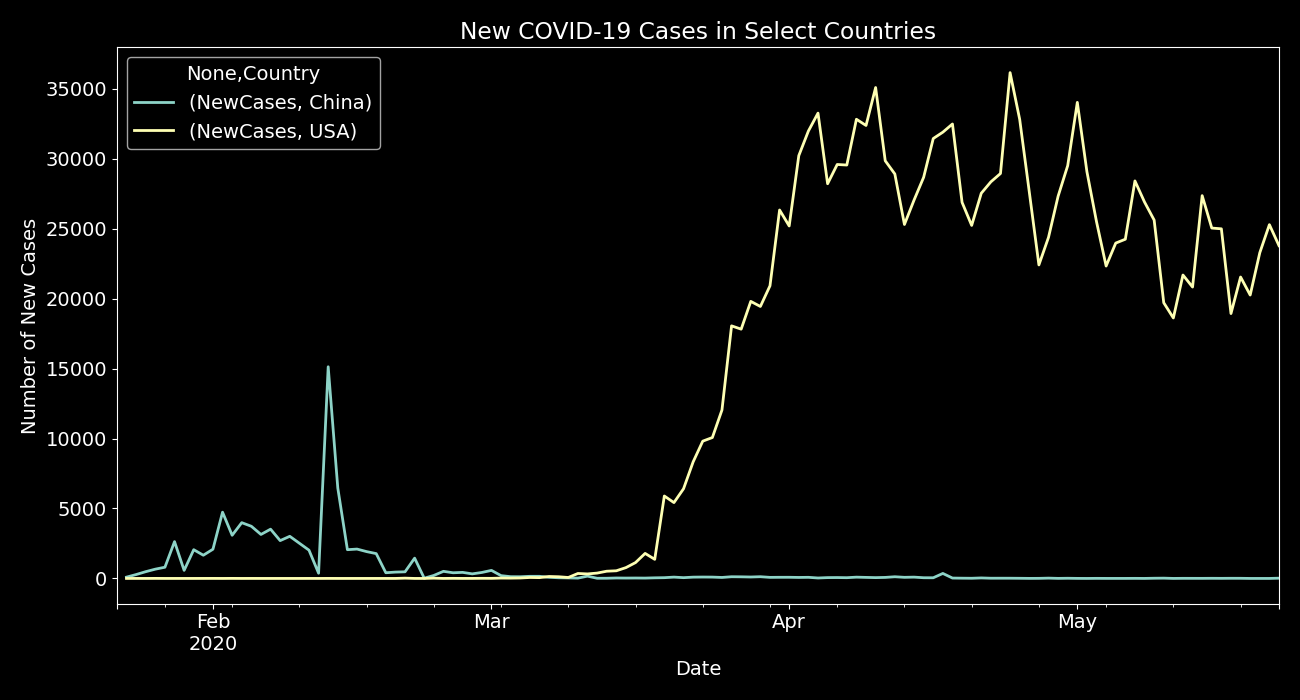 New COVID-19 Cases in Select Countries
None,Country
(NewCases, China)
(NewCases, USA)
Number of New Cases
35000
30000
25000
20000
15000
10000
5000
0
Feb
2020
Mar
Apr
May
Date